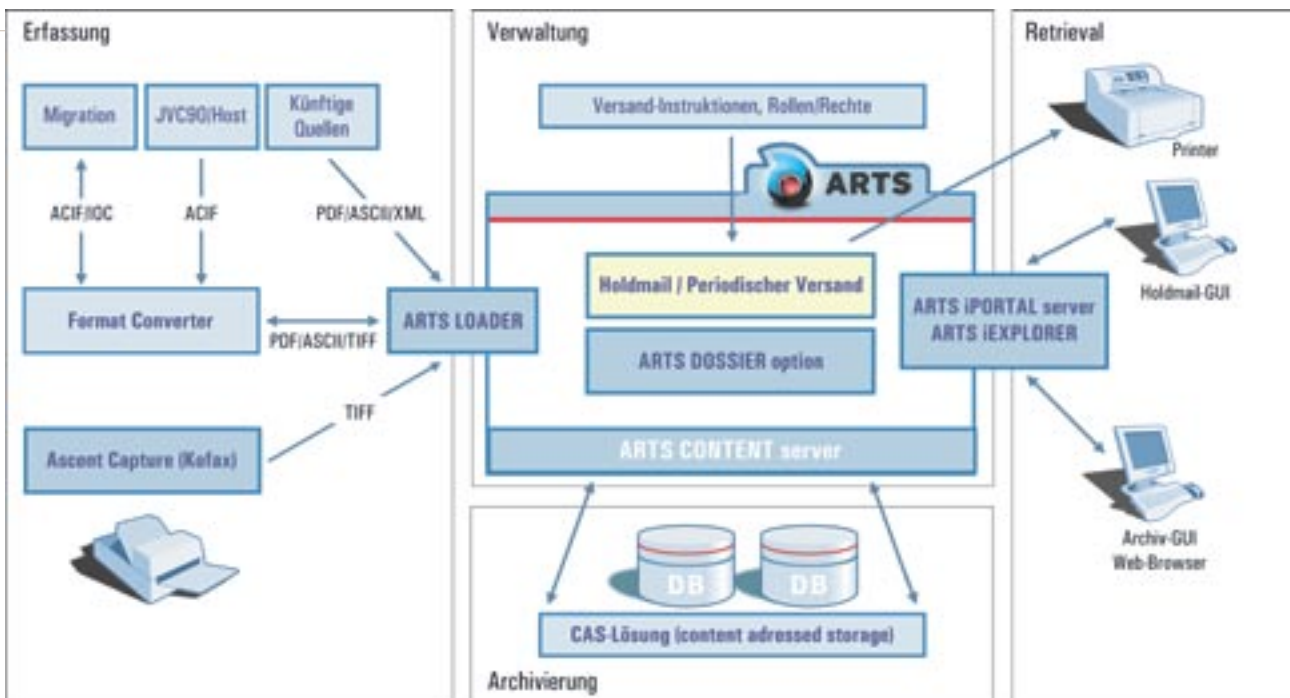 Erfassung
Migration
JVC90/Host
Künftige
Quellen
ACIF/IOC
ACIF
PDF/ASCII/XML
Format Converter
PDF/ASCII/TIFF
ARTS LOADER
TIFF
Ascent Capture (Kofax)
Verwaltung
Versand-Instruktionen, Rollen/Rechte
ARTS
Holdmail / Periodischer Versand
ARTS DOSSIER option
ARTS CONTENT server
ARTS iPORTAL server
ARTS iEXPLORER
DB
DB
CAS-Lösung (content adressed storage)
Archivierung
Retrieval
Printer
Holdmail-GUI
Archiv-GUI
Web-Browser